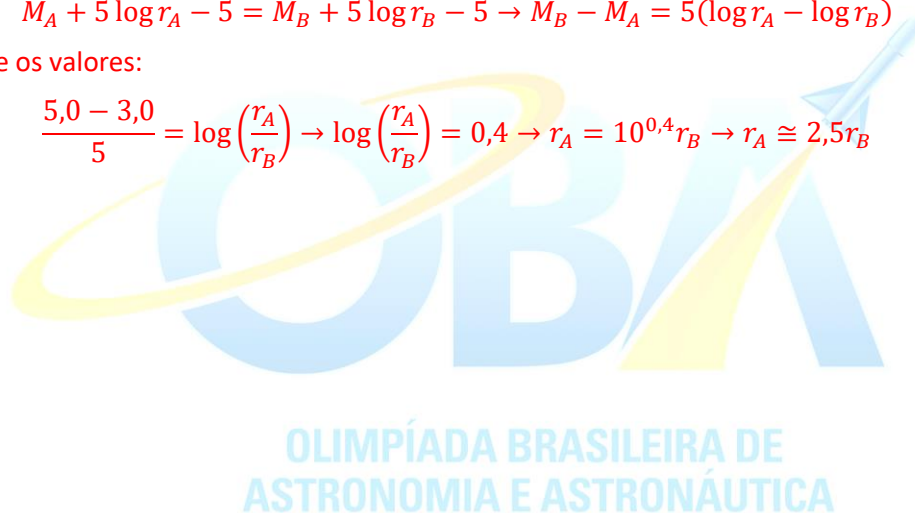 M_A + 5 log r_A − 5 = M_B + 5 log r_B − 5 → M_B − M_A = 5(log r_A − log r_B)
e os valores:
(5,0 − 3,0)/5 = log(r_A/r_B) → log(r_A/r_B) = 0,4 → r_A = 10^0,4 r_B → r_A ≅ 2,5r_B
OBA
OLIMPÍADA BRASILEIRA DE
ASTRONOMIA E ASTRONÁUTICA